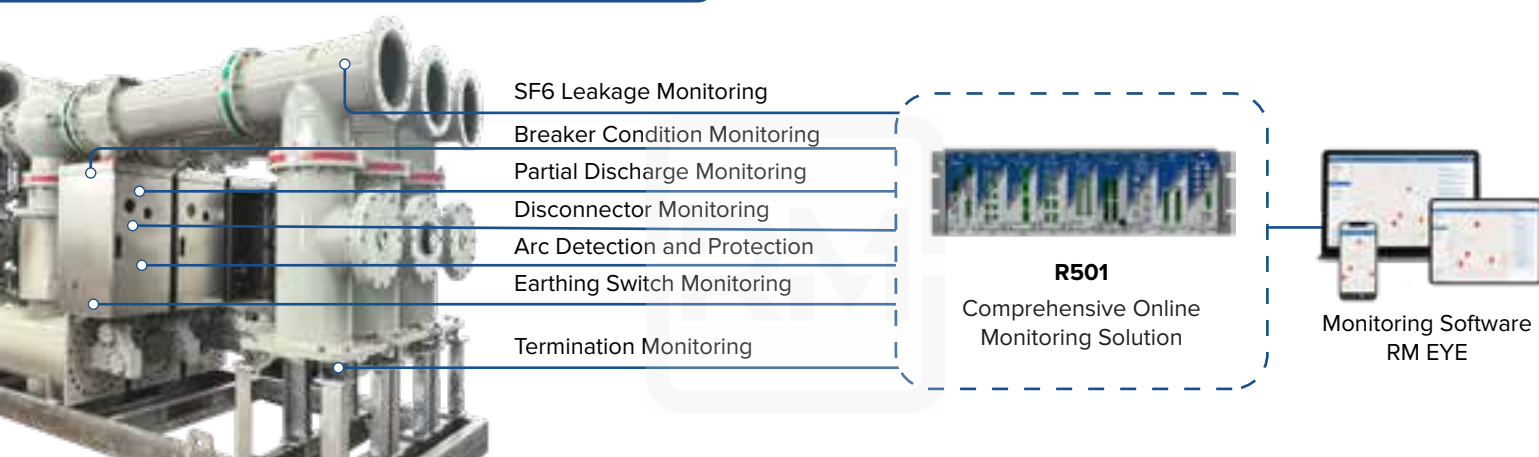 SF6 Leakage Monitoring
Breaker Condition Monitoring
Partial Discharge Monitoring
Disconnector Monitoring
Arc Detection and Protection
Earthing Switch Monitoring
Termination Monitoring
RM
R501
Comprehensive Online
Monitoring Solution
Monitoring Software
RM EYE